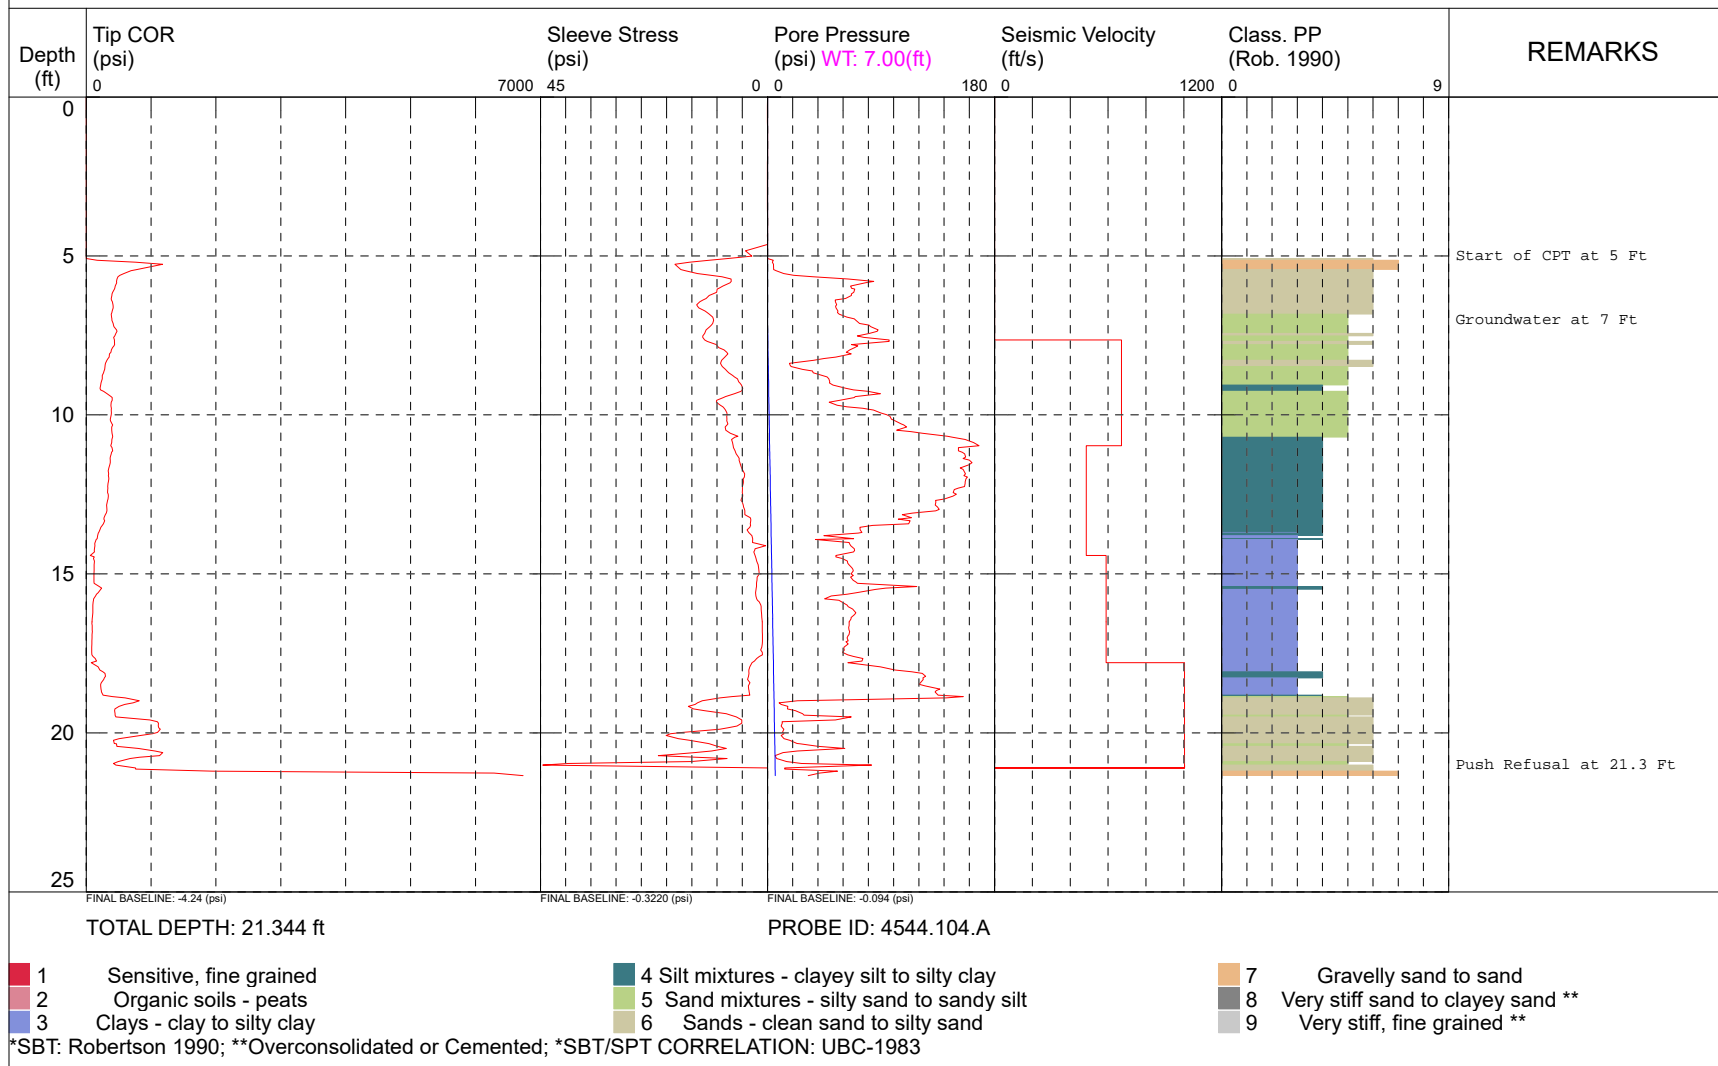 Depth
(ft)
Tip COR
(psi)
0 7000
Sleeve Stress
(psi)
45 0
Pore Pressure
(psi) WT: 7.00(ft)
0 180
Seismic Velocity
(ft/s)
0 1200
Class. PP
(Rob. 1990)
0 9
REMARKS
0
5
10
15
20
25
Start of CPT at 5 Ft
Groundwater at 7 Ft
Push Refusal at 21.3 Ft
FINAL BASELINE: -4.24 (psi)
FINAL BASELINE: -0.3220 (psi)
FINAL BASELINE: -0.094 (psi)
TOTAL DEPTH: 21.344 ft
PROBE ID: 4544.104.A
1 Sensitive, fine grained
2 Organic soils - peats
3 Clays - clay to silty clay
4 Silt mixtures - clayey silt to silty clay
5 Sand mixtures - silty sand to sandy silt
6 Sands - clean sand to silty sand
7 Gravelly sand to sand
8 Very stiff sand to clayey sand **
9 Very stiff, fine grained **
*SBT: Robertson 1990; **Overconsolidated or Cemented; *SBT/SPT CORRELATION: UBC-1983